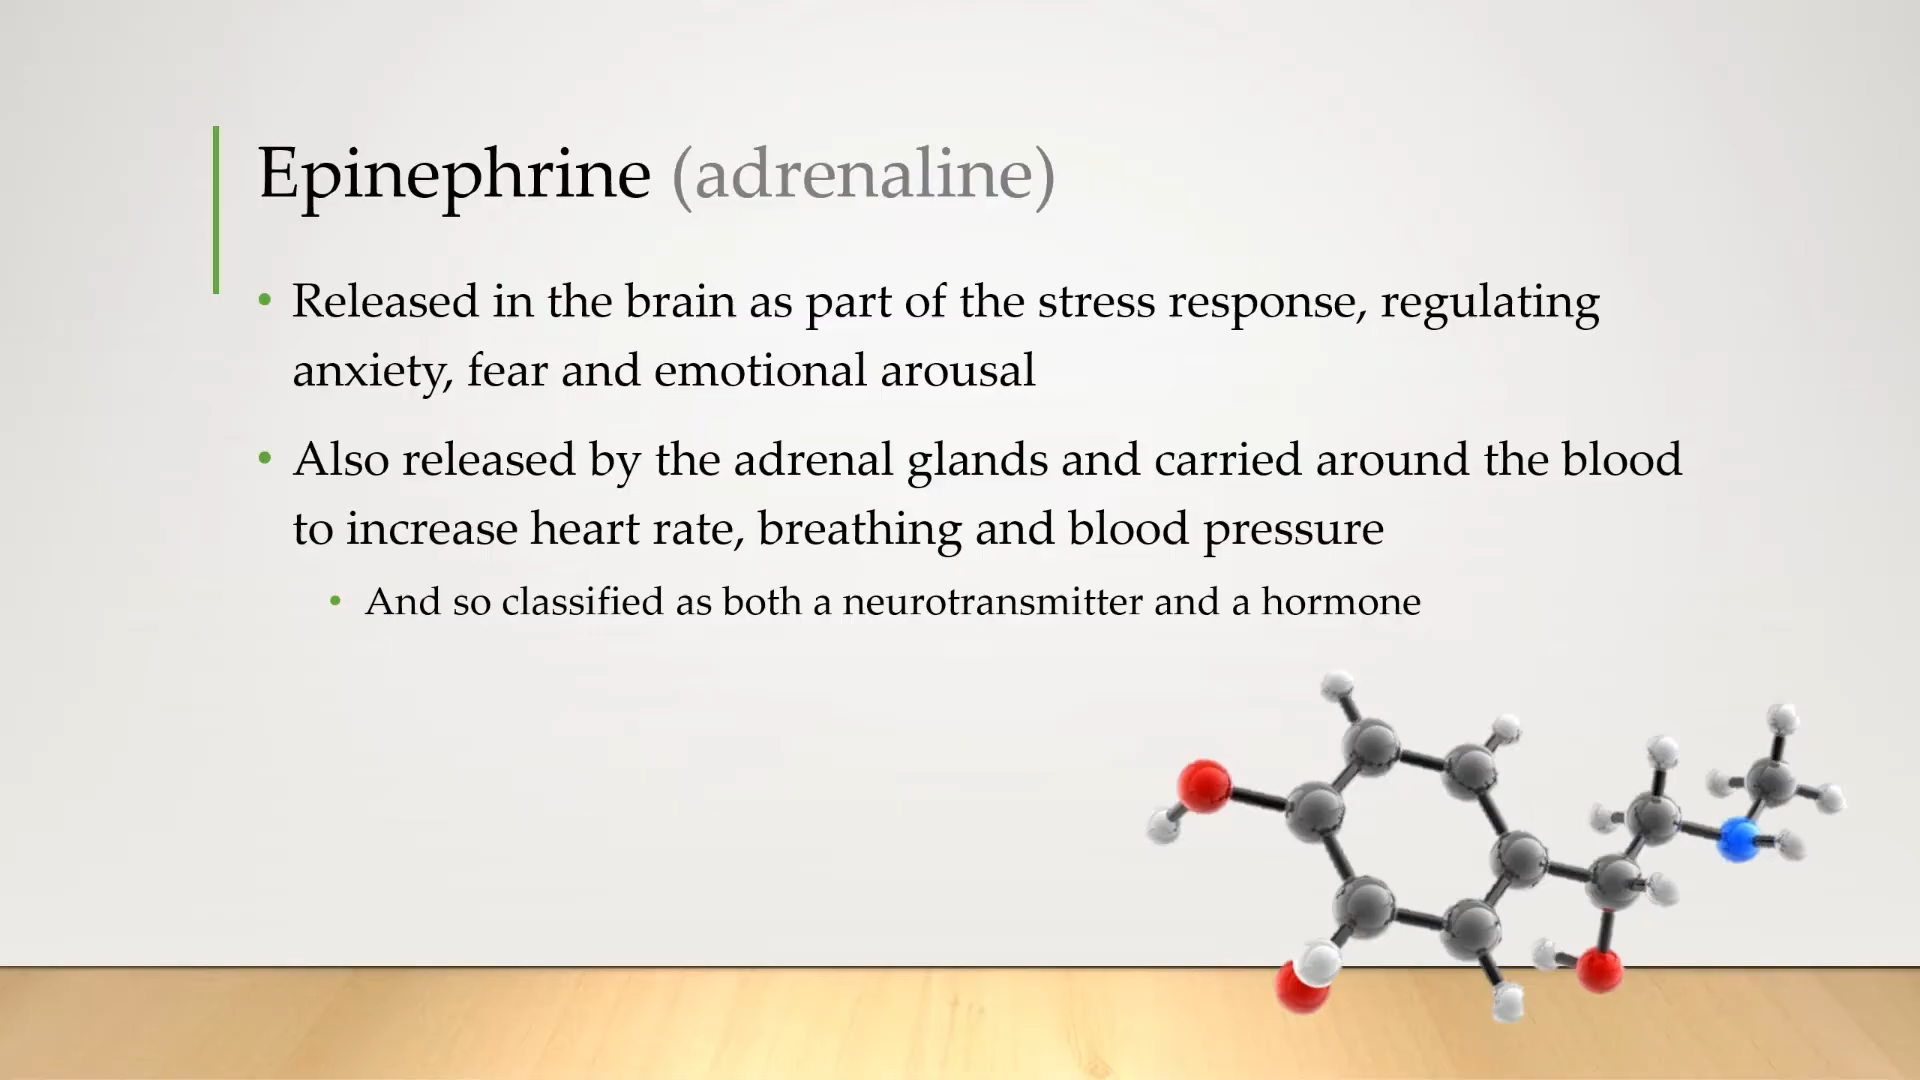 Epinephrine (adrenaline)
• Released in the brain as part of the stress response, regulating
anxiety, fear and emotional arousal
• Also released by the adrenal glands and carried around the blood
to increase heart rate, breathing and blood pressure
• And so classified as both a neurotransmitter and a hormone